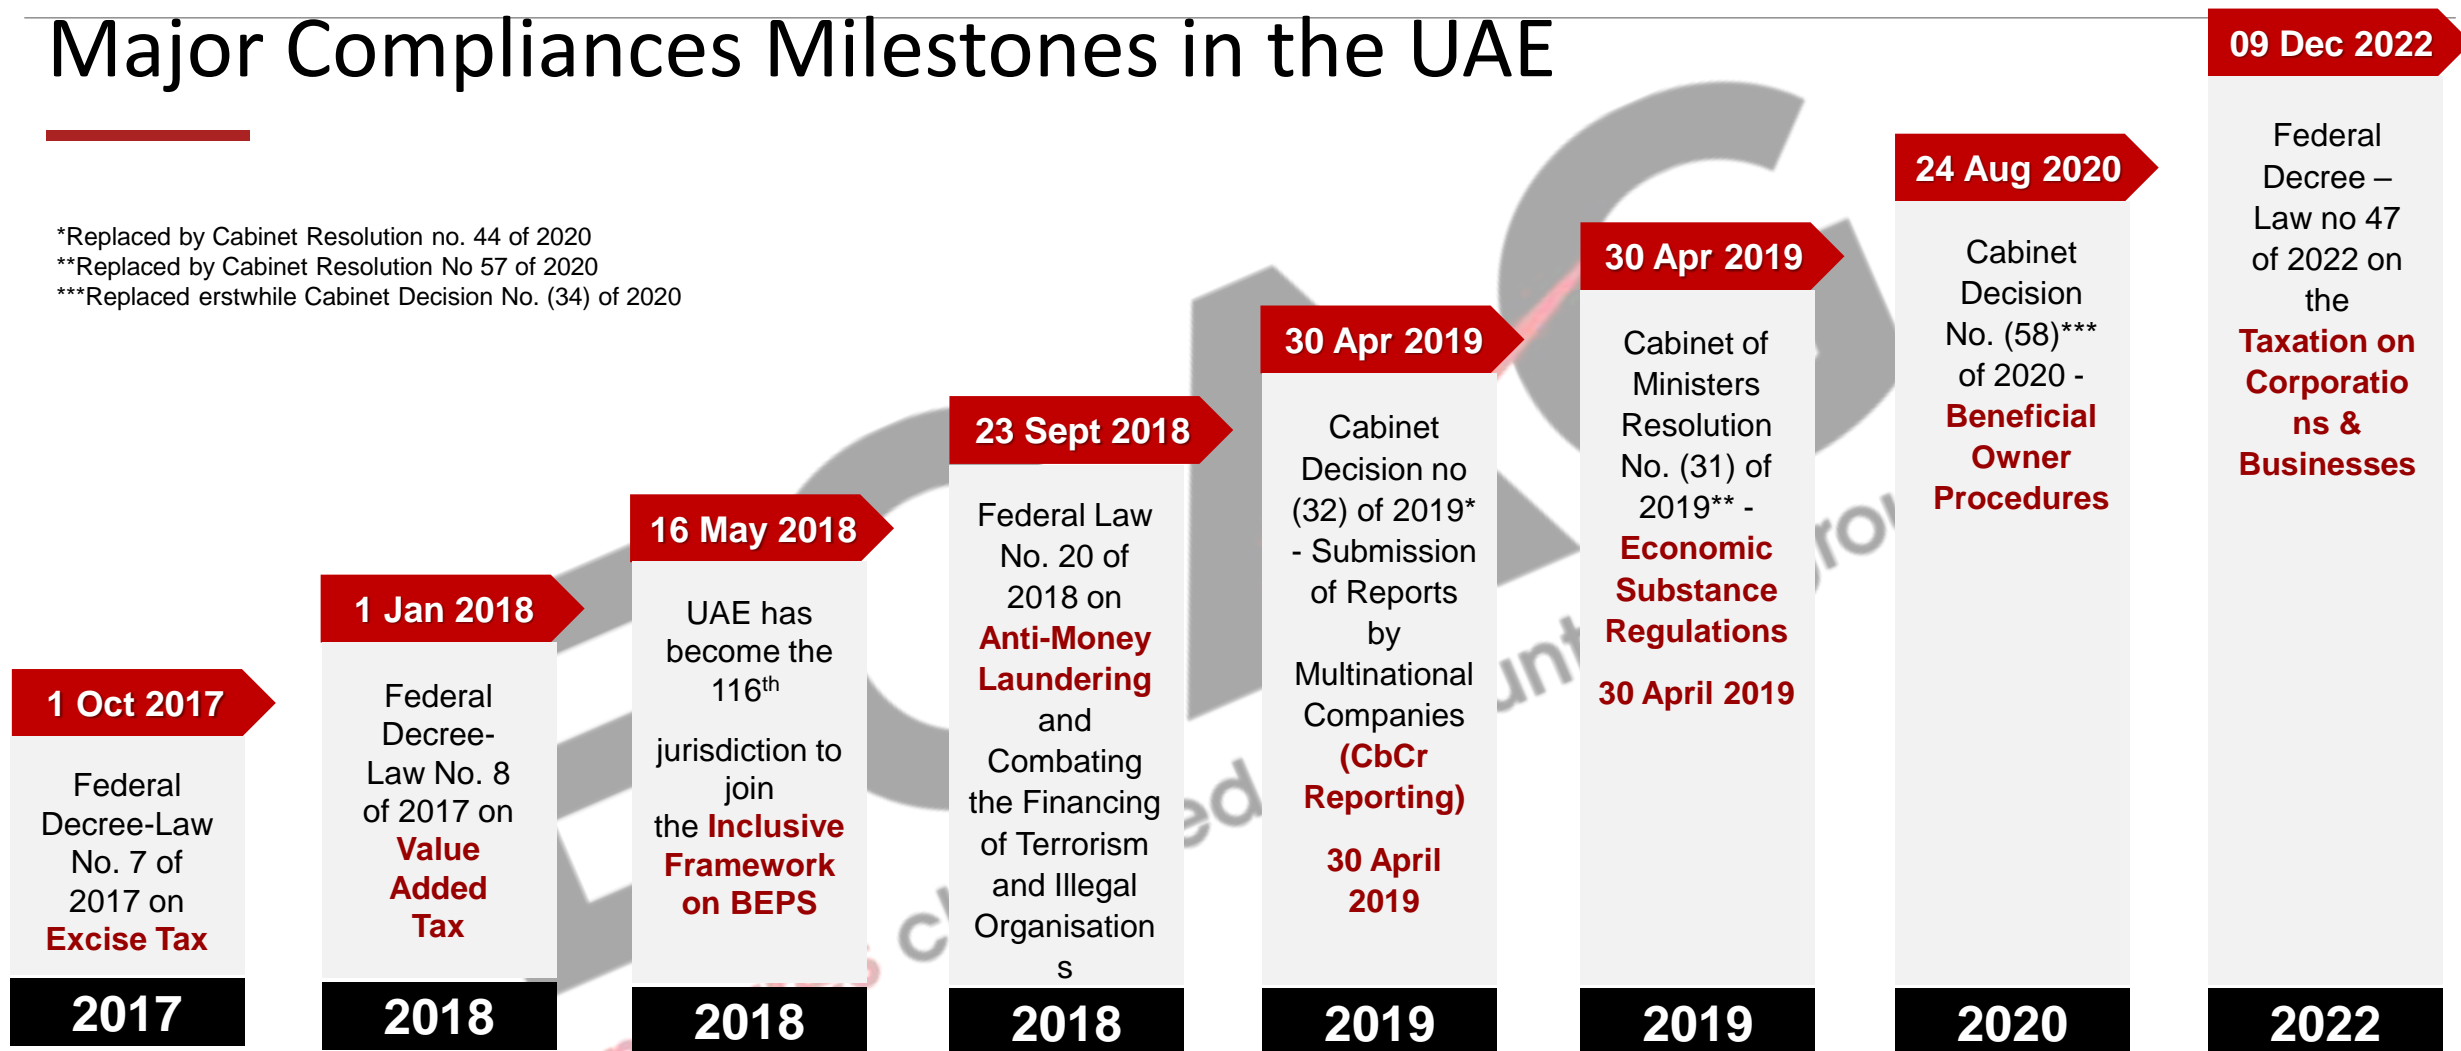 Major Compliances Milestones in the UAE
*Replaced by Cabinet Resolution no. 44 of 2020
**Replaced by Cabinet Resolution No 57 of 2020
***Replaced erstwhile Cabinet Decision No. (34) of 2020
1 Oct 2017
Federal
Decree-Law
No. 7 of
2017 on
Excise Tax
2017
1 Jan 2018
Federal
Decree-
Law No. 8
of 2017 on
Value
Added
Tax
2018
16 May 2018
UAE has
become the
116th
jurisdiction to
join
the Inclusive
Framework
on BEPS
2018
23 Sept 2018
Federal Law
No. 20 of
2018 on
Anti-Money
Laundering
and
Combating
the Financing
of Terrorism
and Illegal
Organisation
s
2018
30 Apr 2019
Cabinet
Decision no
(32) of 2019*
- Submission
of Reports
by
Multinational
Companies
(CbCr
Reporting)
30 April
2019
2019
30 Apr 2019
Cabinet of
Ministers
Resolution
No. (31) of
2019** -
Economic
Substance
Regulations
30 April 2019
2019
24 Aug 2020
Cabinet
Decision
No. (58)***
of 2020 -
Beneficial
Owner
Procedures
2020
09 Dec 2022
Federal
Decree –
Law no 47
of 2022 on
the
Taxation on
Corporatio
ns &
Businesses
2022